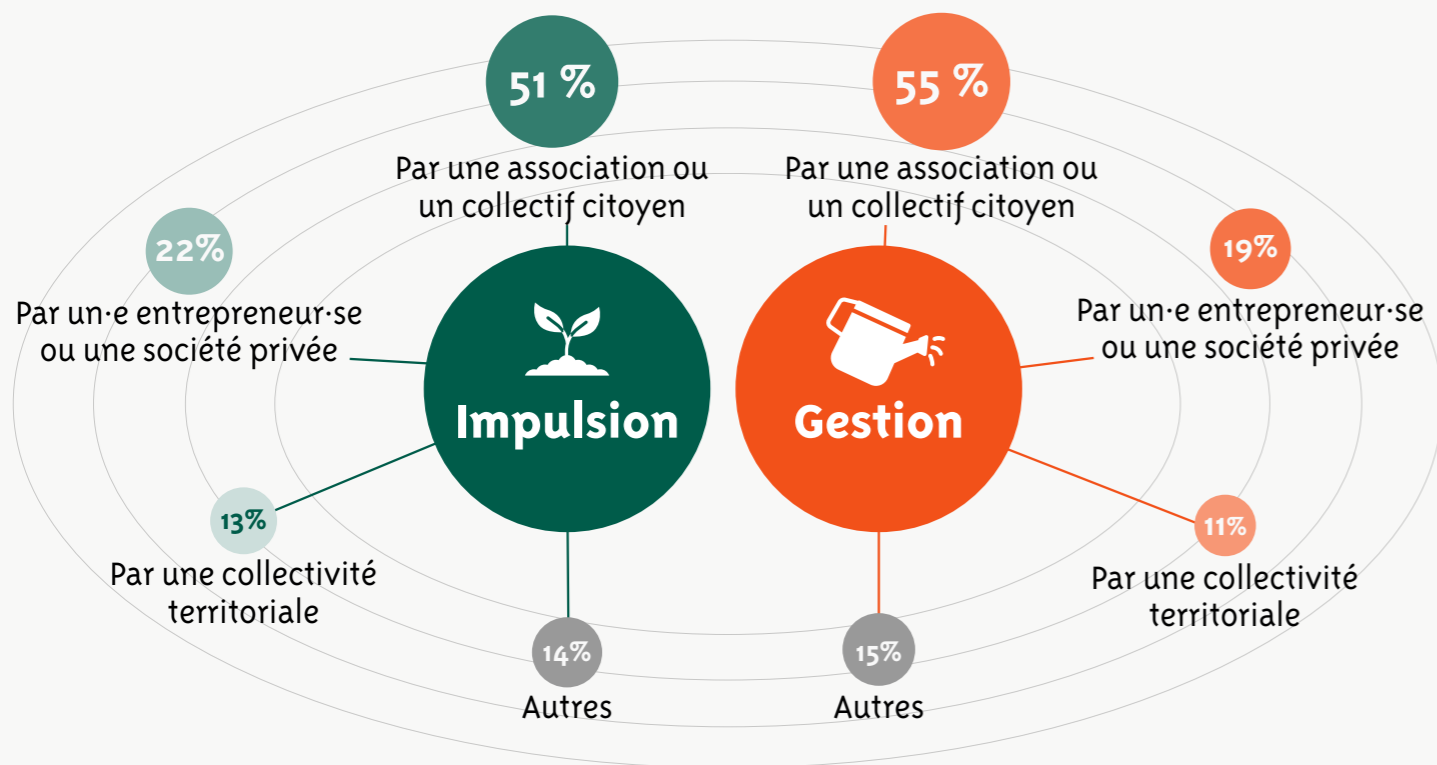 51 %
Par une association ou
un collectif citoyen
22%
Par un·e entrepreneur·se
ou une société privée
Impulsion
13%
Par une collectivité
territoriale
14%
Autres
55 %
Par une association ou
un collectif citoyen
19%
Par un·e entrepreneur·se
ou une société privée
Gestion
11%
Par une collectivité
territoriale
15%
Autres